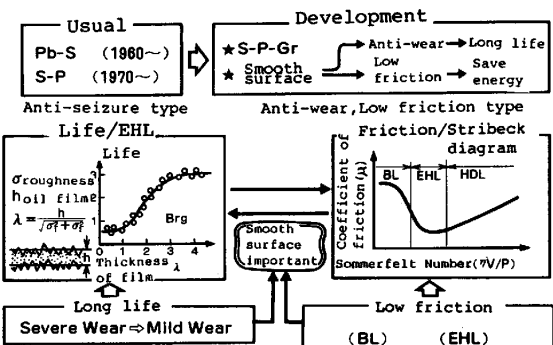 Usual
Pb-S (1960～)
S-P (1970～)
Anti-seizure type
Development
★S-P-Gr
★Smooth surface
Anti-wear→Long life
Low friction→Save energy
Anti-wear,Low friction type
Life/EHL
σroughness
hoil film
λ=h/√σ₁²+σ₂²
h
Life
3
2
1
0 1 2 3 4
Brg
Thickness λ
of film
Smooth
surface
important
Friction/Stribeck
diagram
Coefficient of
friction(μ)
BL EHL HDL
Sommerfelt Number(ηV/P)
Long life
Severe Wear⇨Mild Wear
Low friction
(BL) (EHL)